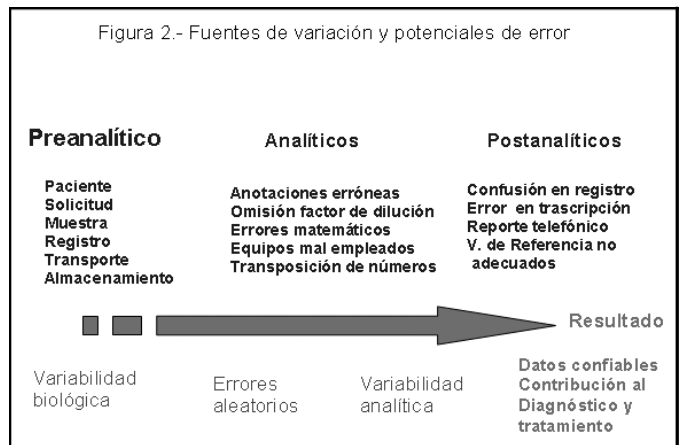 Figura 2.- Fuentes de variación y potenciales de error
Preanalítico
Paciente
Solicitud
Muestra
Registro
Transporte
Almacenamiento
Analíticos
Anotaciones erróneas
Omisión factor de dilución
Errores matemáticos
Equipos mal empleados
Transposición de números
Postanalíticos
Confusión en registro
Error en trascripción
Reporte telefónico
V. de Referencia no
adecuados
Resultado
Variabilidad
biológica
Errores
aleatorios
Variabilidad
analítica
Datos confiables
Contribución al
Diagnóstico y
tratamiento